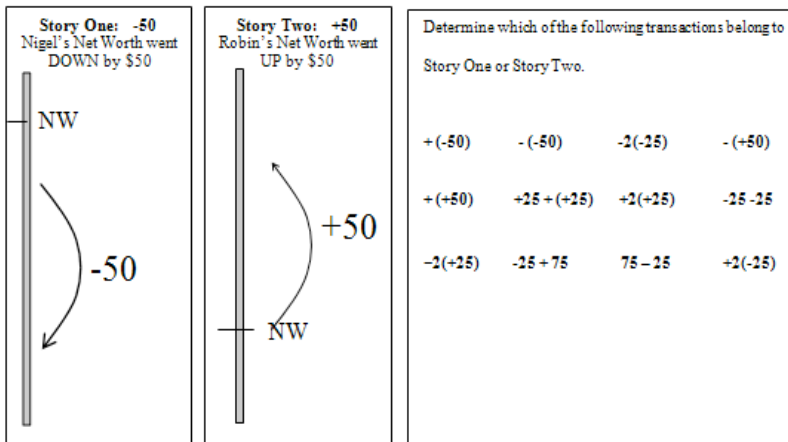 Story One: -50
Nigel's Net Worth went
DOWN by $50
NW
-50
Story Two: +50
Robin's Net Worth went
UP by $50
+50
NW
Determine which of the following transactions belong to
Story One or Story Two.
+(-50) -(-50) -2(-25) -(+50)
+(+50) +25+(+25) +2(+25) -25-25
−2(+25) -25+75 75–25 +2(-25)